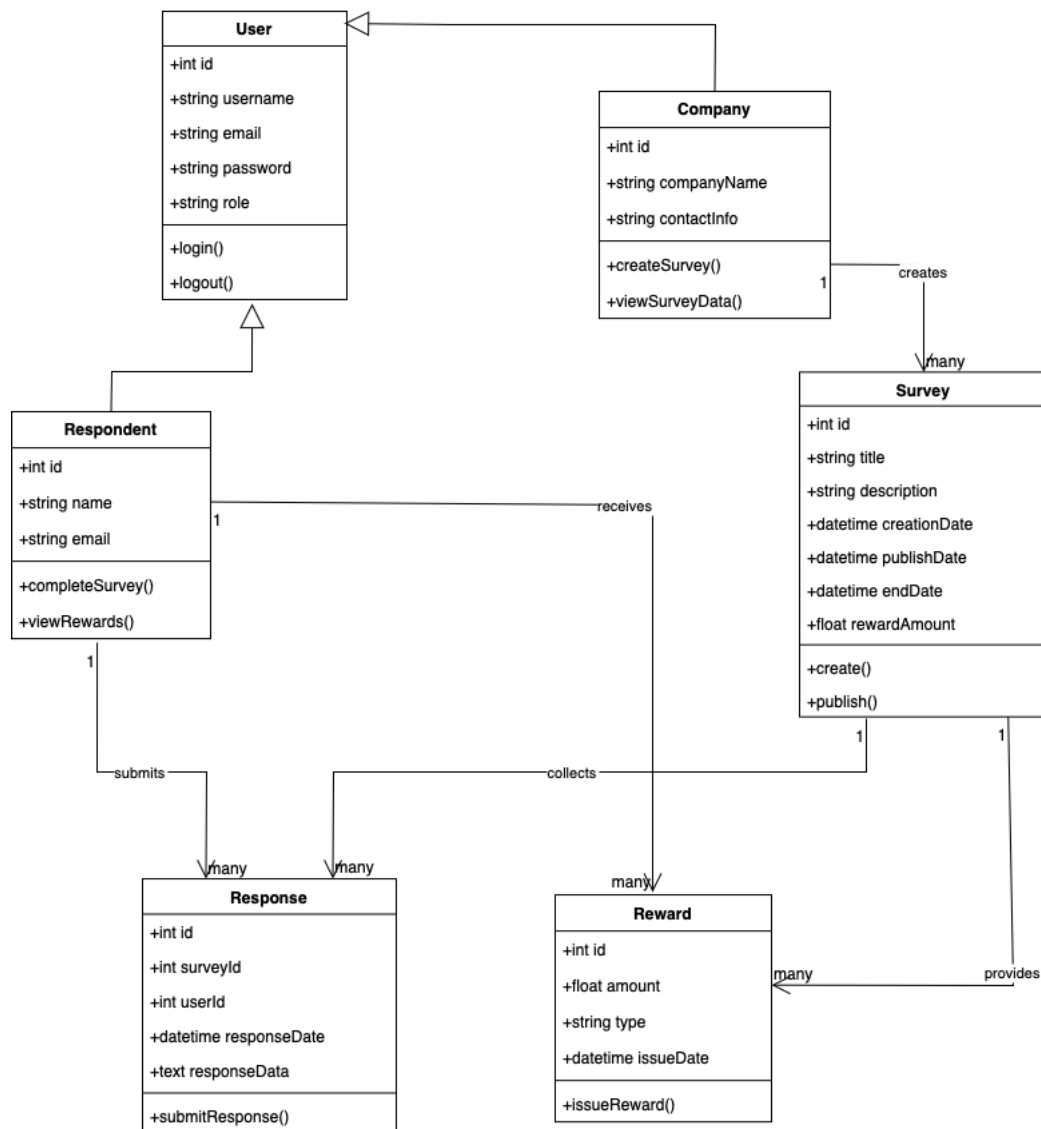 User
+int id
+string username
+string email
+string password
+string role
+login()
+logout()
Company
+int id
+string companyName
+string contactInfo
+createSurvey()
+viewSurveyData()
1
creates
many
Survey
+int id
+string title
+string description
+datetime creationDate
+datetime publishDate
+datetime endDate
+float rewardAmount
+create()
+publish()
Respondent
+int id
+string name
+string email
+completeSurvey()
+viewRewards()
1
receives
1
1
1
submits
collects
many
many
many
many
provides
Response
+int id
+int surveyId
+int userId
+datetime responseDate
+text responseData
+submitResponse()
Reward
+int id
+float amount
+string type
+datetime issueDate
+issueReward()